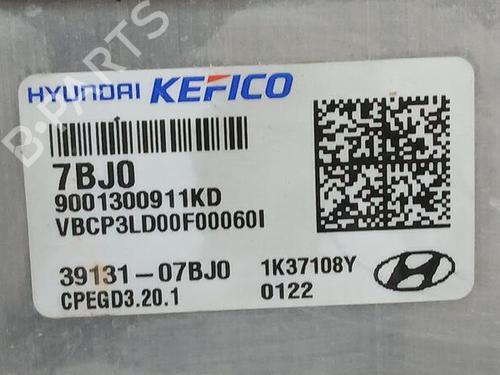 B-PARTS
HYUNDAI KEFICO
7BJ0
9001300911KD
VBCP3LD00F00060I
39131-07BJ0 1K37108Y
CPEGD3.20.1 0122